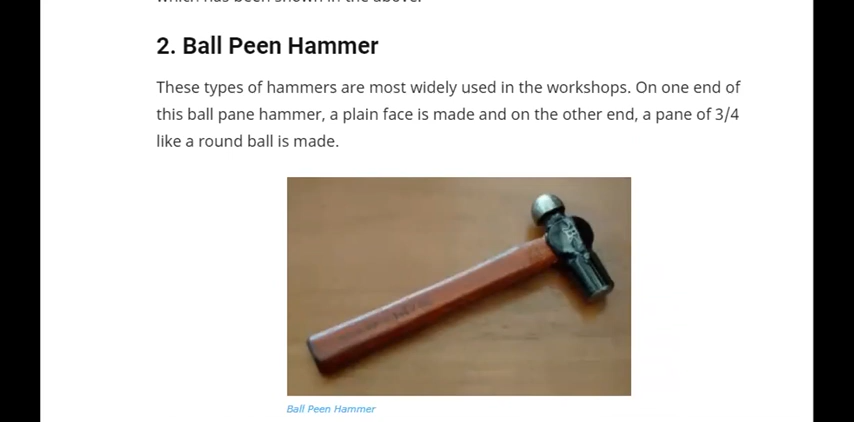 2. Ball Peen Hammer
These types of hammers are most widely used in the workshops. On one end of
this ball pane hammer, a plain face is made and on the other end, a pane of 3/4
like a round ball is made.
Ball Peen Hammer